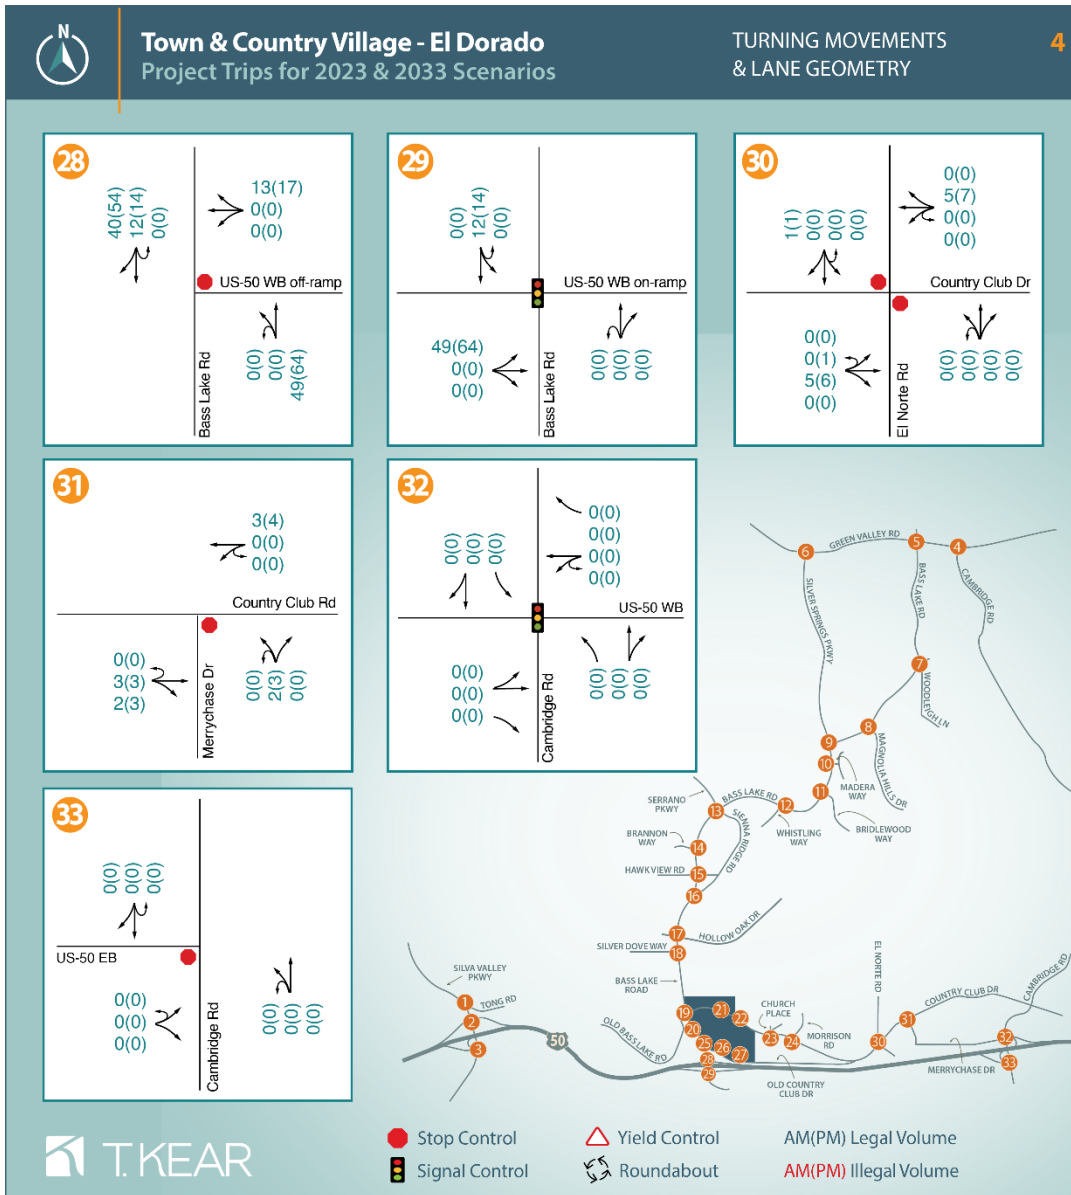 N
Town & Country Village - El Dorado
Project Trips for 2023 & 2033 Scenarios
TURNING MOVEMENTS
& LANE GEOMETRY
4
28
40(54)
12(14)
0(0)
13(17)
0(0)
0(0)
US-50 WB off-ramp
Bass Lake Rd
0(0)
0(0)
49(64)
29
0(0)
12(14)
0(0)
US-50 WB on-ramp
49(64)
0(0)
0(0)
Bass Lake Rd
0(0)
0(0)
0(0)
30
1(1)
0(0)
0(0)
0(0)
0(0)
5(7)
0(0)
0(0)
Country Club Dr
0(0)
0(1)
5(6)
0(0)
El Norte Rd
0(0)
0(0)
0(0)
0(0)
31
3(4)
0(0)
0(0)
Country Club Rd
0(0)
3(3)
2(3)
Merrychase Dr
0(0)
2(3)
0(0)
32
0(0)
0(0)
0(0)
0(0)
0(0)
0(0)
0(0)
US-50 WB
0(0)
0(0)
0(0)
Cambridge Rd
0(0)
0(0)
0(0)
33
0(0)
0(0)
0(0)
US-50 EB
0(0)
0(0)
0(0)
Cambridge Rd
0(0)
0(0)
0(0)
6
GREEN VALLEY RD
5
4
SILVER SPRINGS PKWY
BASS LAKE RD
CAMBRIDGE RD
7
WOODLEIGH LN
8
9
MAGNOLIA HILLS DR
10
MADERA
WAY
11
BRIDLEWOOD
WAY
SERRANO
PKWY
BASS LAKE RD
12
WHISTLING
WAY
13
SIENNA RIDGE RD
BRANNON
WAY
14
HAWK VIEW RD
15
16
17
HOLLOW OAK DR
SILVER DOVE WAY
18
BASS LAKE
ROAD
SILVA VALLEY
PKWY
1
TONG RD
2
3
50
OLD BASS LAKE RD
19
20
21
22
25
26
27
28
29
CHURCH
PLACE
23
24
MORRISON
RD
OLD COUNTRY
CLUB DR
EL NORTE RD
30
31
COUNTRY CLUB DR
MERRYCHASE DR
CAMBRIDGE RD
32
33
T.KEAR
Stop Control
Yield Control
AM(PM) Legal Volume
Signal Control
Roundabout
AM(PM) Illegal Volume